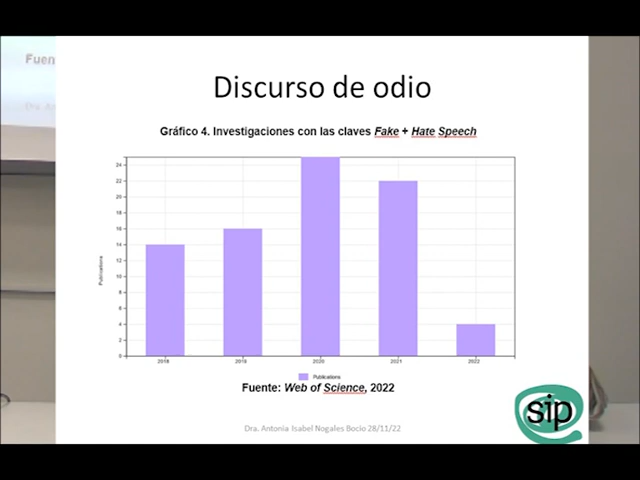 Fuen
Dra. A
Discurso de odio
Gráfico 4. Investigaciones con las claves Fake + Hate Speech
24
22
20
18
16
14
12
10
8
6
4
2
0
Publications
2018
2019
2020
2021
2022
Publications
Fuente: Web of Science, 2022
Dra. Antonia Isabel Nogales Bocio 28/11/22
sip